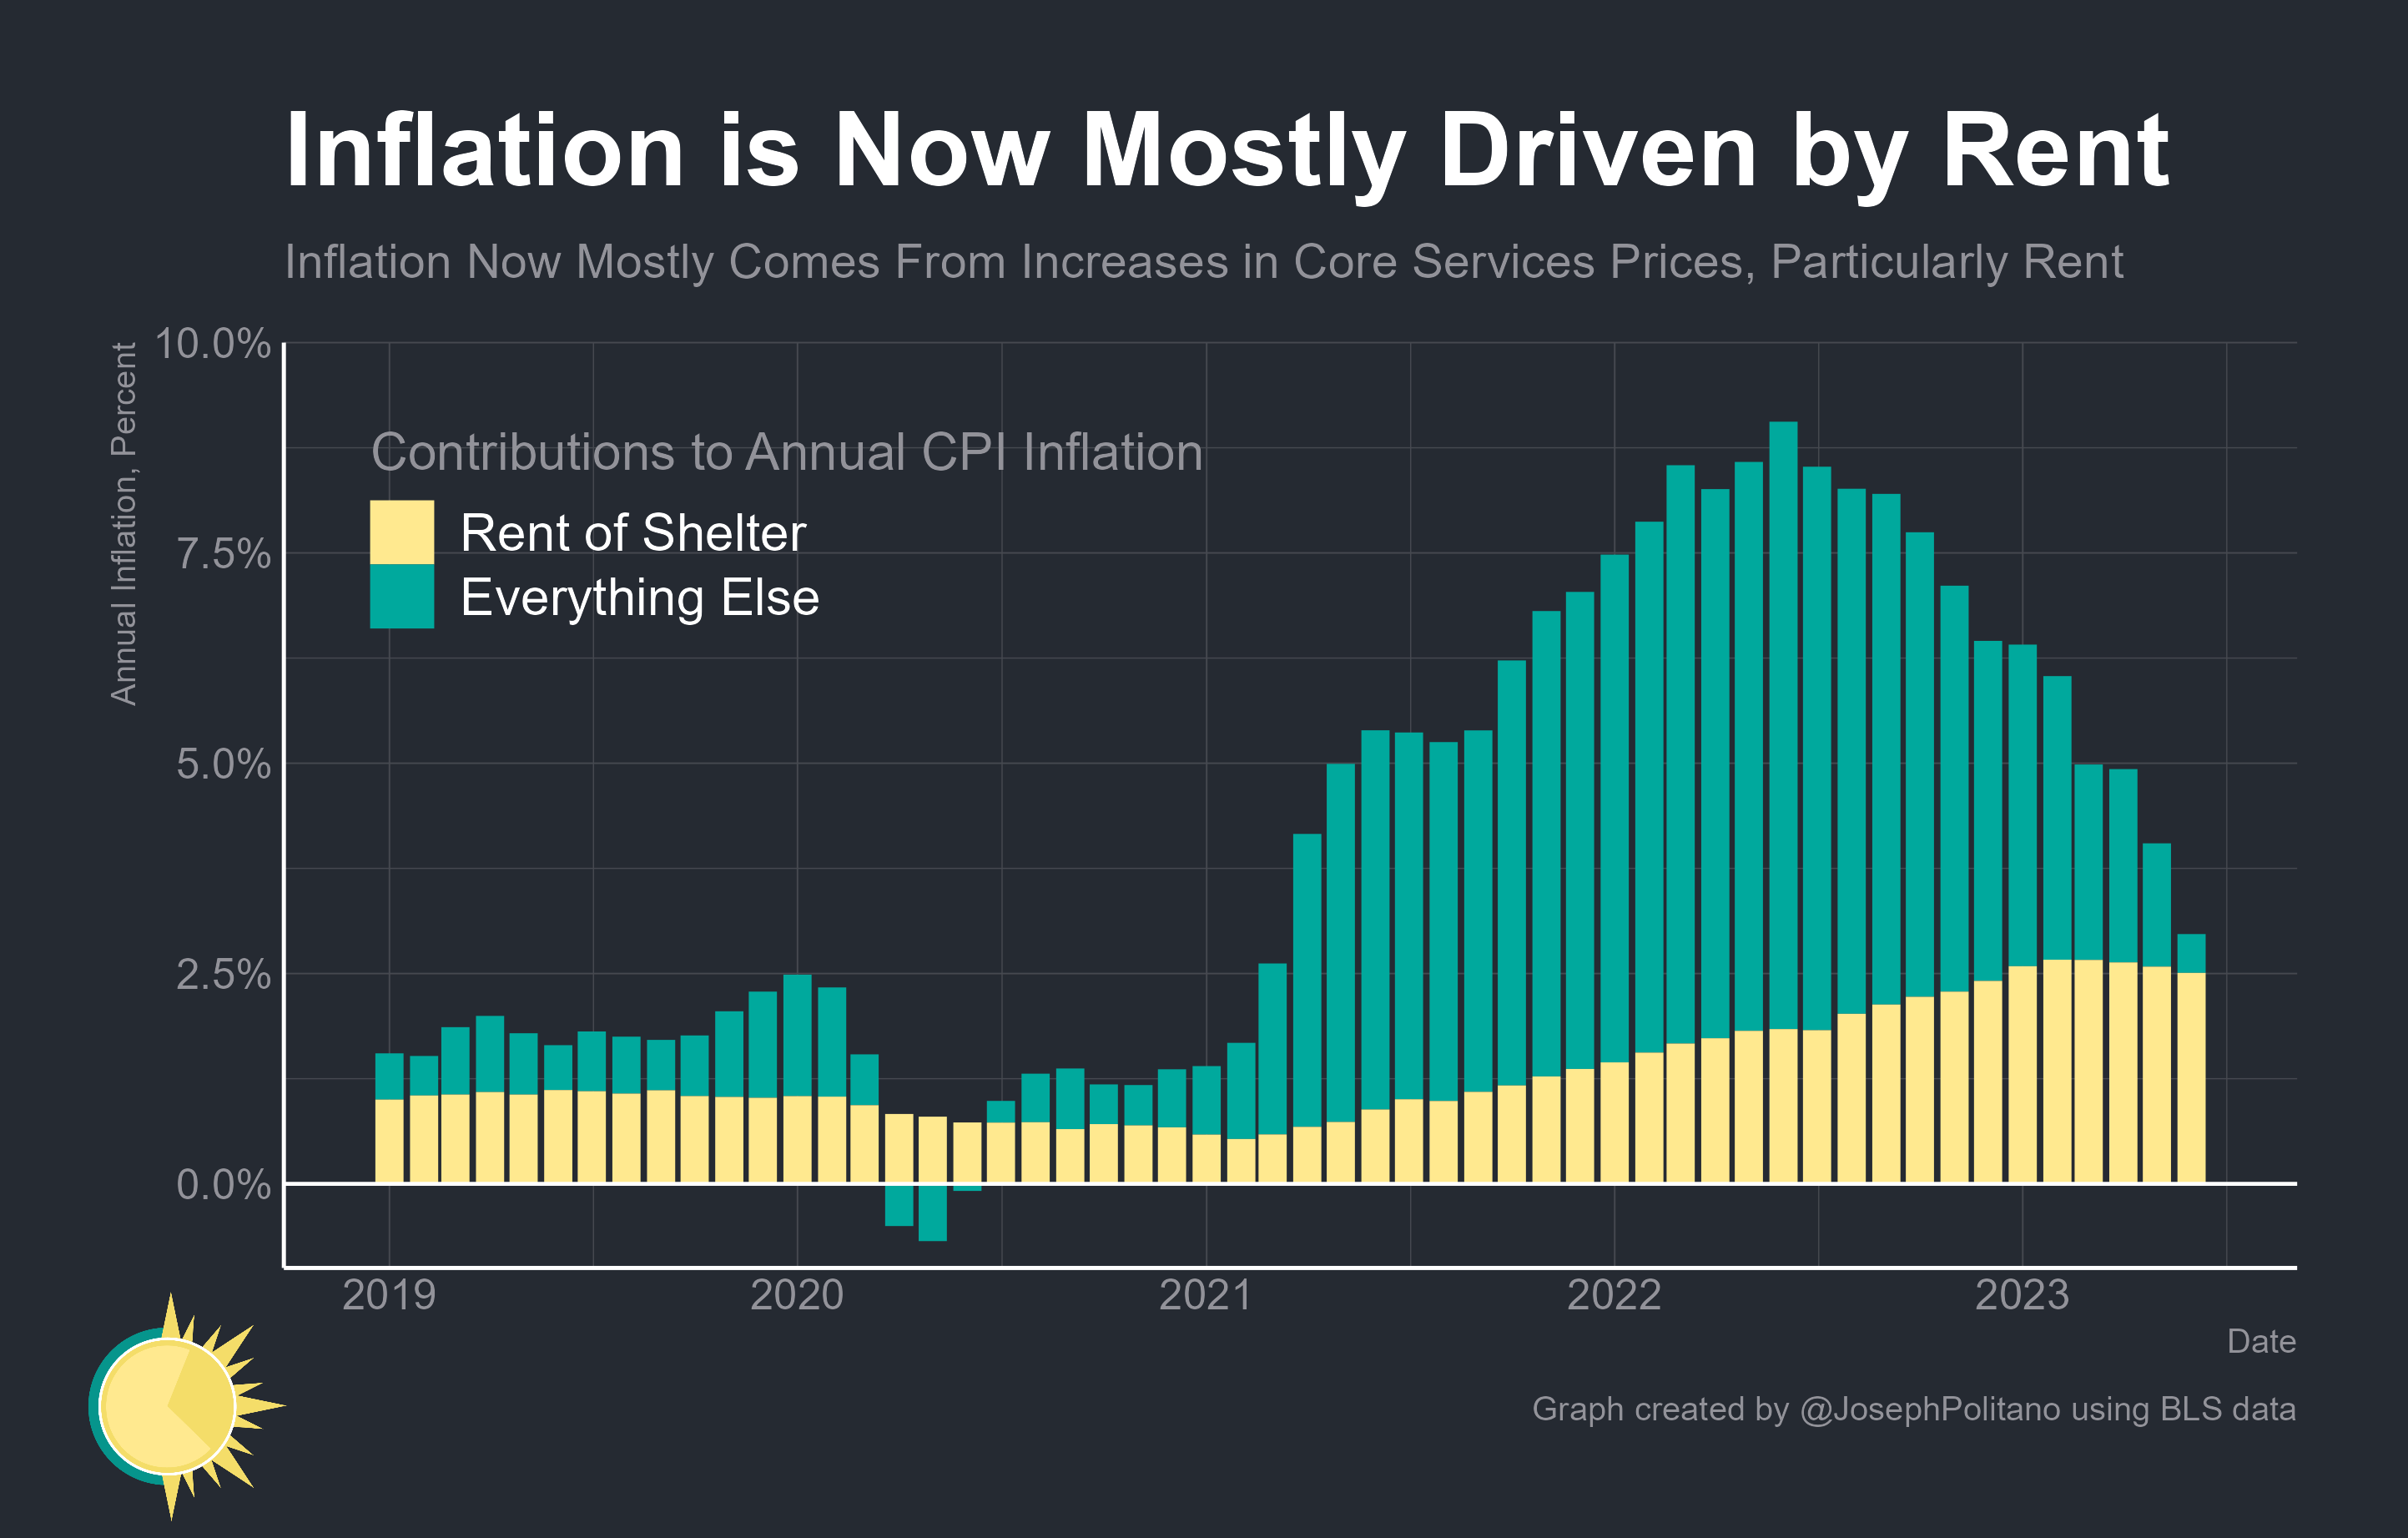 Inflation is Now Mostly Driven by Rent
Inflation Now Mostly Comes From Increases in Core Services Prices, Particularly Rent
Annual Inflation, Percent
10.0%
7.5%
5.0%
2.5%
0.0%
Contributions to Annual CPI Inflation
Rent of Shelter
Everything Else
2019 2020 2021 2022 2023
Date
Graph created by @JosephPolitano using BLS data